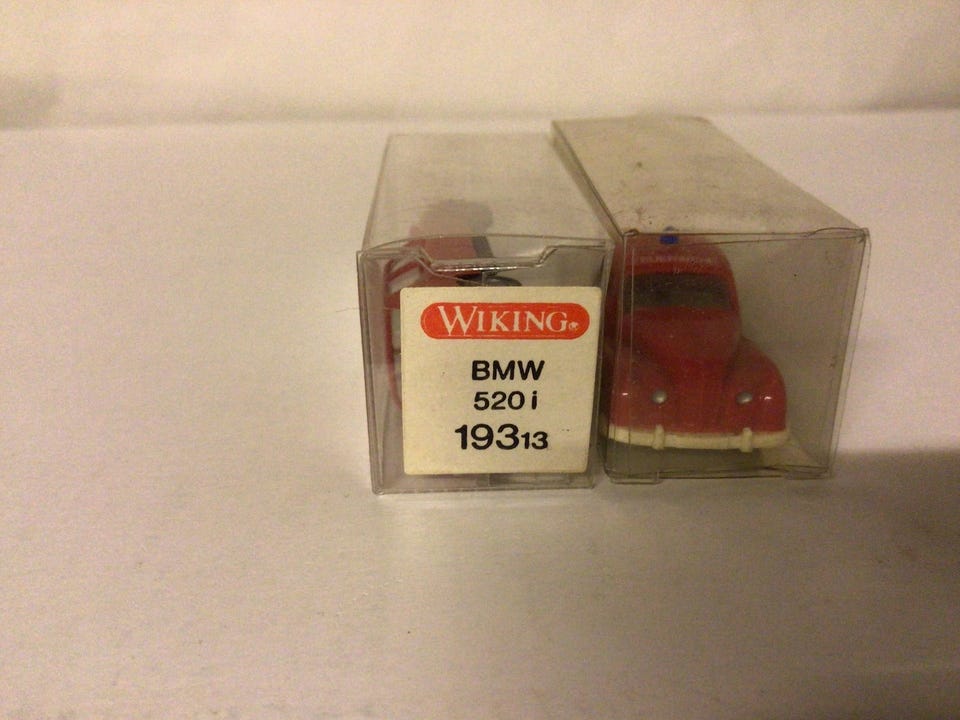 WIKING
BMW
520 i
19313